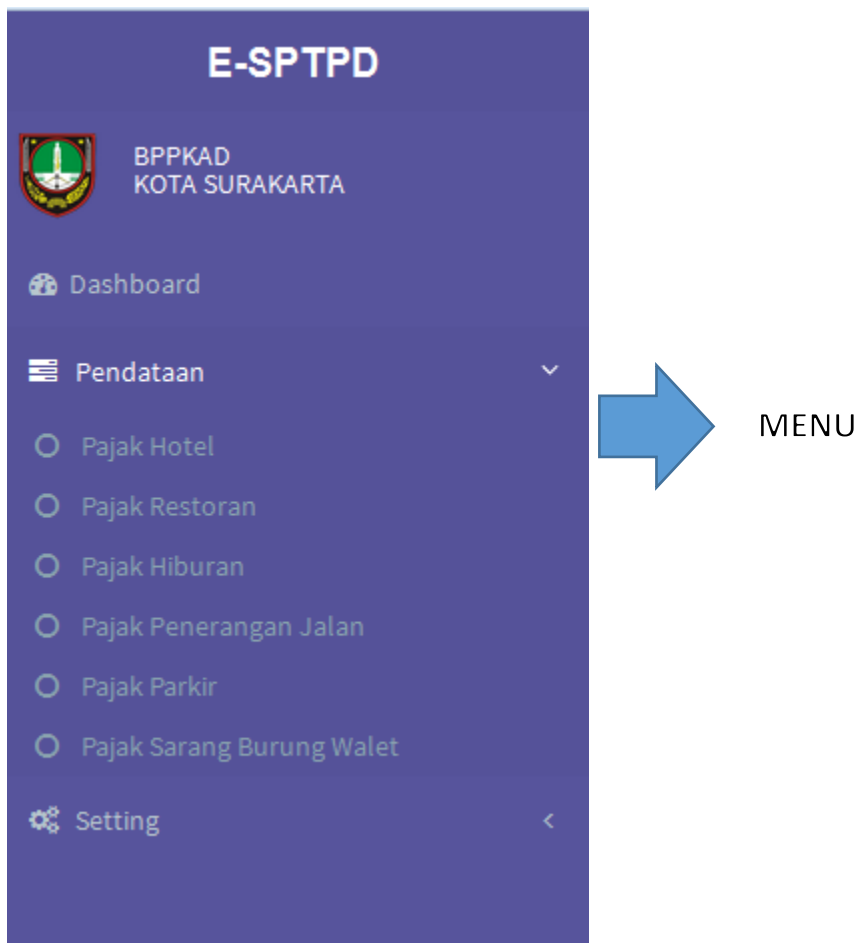 E-SPTPD
BPPKAD
KOTA SURAKARTA
Dashboard
Pendataan
MENU
Pajak Hotel
Pajak Restoran
Pajak Hiburan
Pajak Penerangan Jalan
Pajak Parkir
Pajak Sarang Burung Walet
Setting